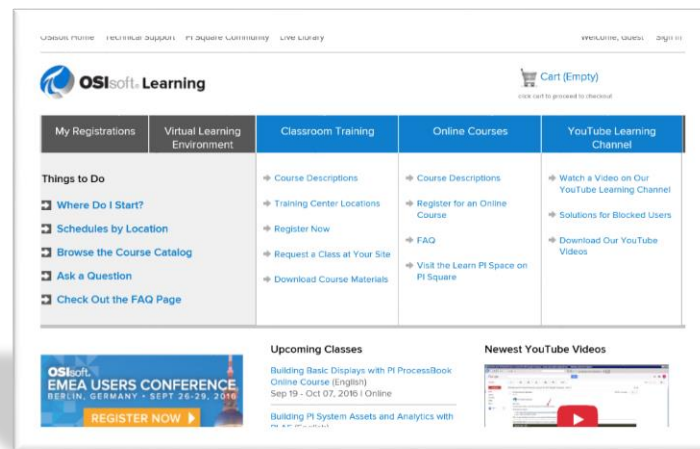 OSIsoft Home Technical Support PI Square Community Live Library Welcome, Guest Sign In
OSIsoft. Learning
Cart (Empty)
click cart to proceed to checkout
My Registrations
Virtual Learning
Environment
Classroom Training
Online Courses
YouTube Learning
Channel
Things to Do
Where Do I Start?
Schedules by Location
Browse the Course Catalog
Ask a Question
Check Out the FAQ Page
Course Descriptions
Training Center Locations
Register Now
Request a Class at Your Site
Download Course Materials
Course Descriptions
Register for an Online
Course
FAQ
Visit the Learn PI Space on
PI Square
Watch a Video on Our
YouTube Learning Channel
Solutions for Blocked Users
Download Our YouTube
Videos
OSIsoft.
EMEA USERS CONFERENCE
BERLIN, GERMANY • SEPT 26-29, 2016
REGISTER NOW
Upcoming Classes
Building Basic Displays with PI ProcessBook
Online Course (English)
Sep 19 - Oct 07, 2016 | Online
Building PI System Assets and Analytics with
PI AF (English)
Newest YouTube Videos